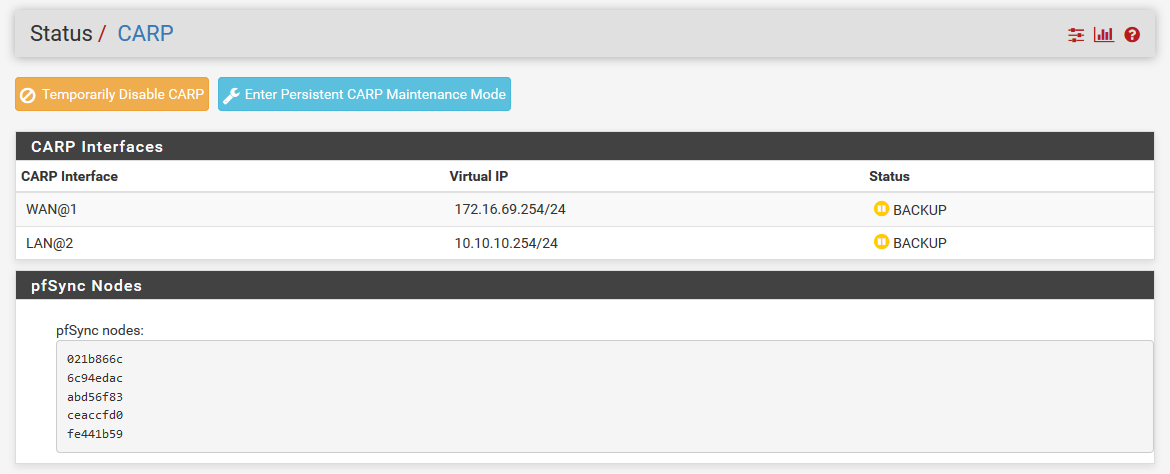 Status / CARP
Temporarily Disable CARP Enter Persistent CARP Maintenance Mode
CARP Interfaces
CARP Interface Virtual IP Status
WAN@1 172.16.69.254/24 BACKUP
LAN@2 10.10.10.254/24 BACKUP
pfSync Nodes
pfSync nodes:
021b866c
6c94edac
abd56f83
ceaccfd0
fe441b59